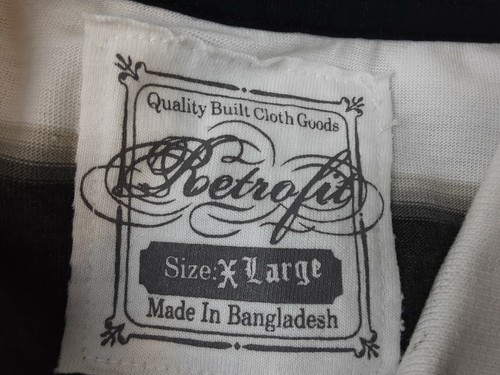 Quality Built Cloth Goods
Retrofit
Size: X Large
Made In Bangladesh